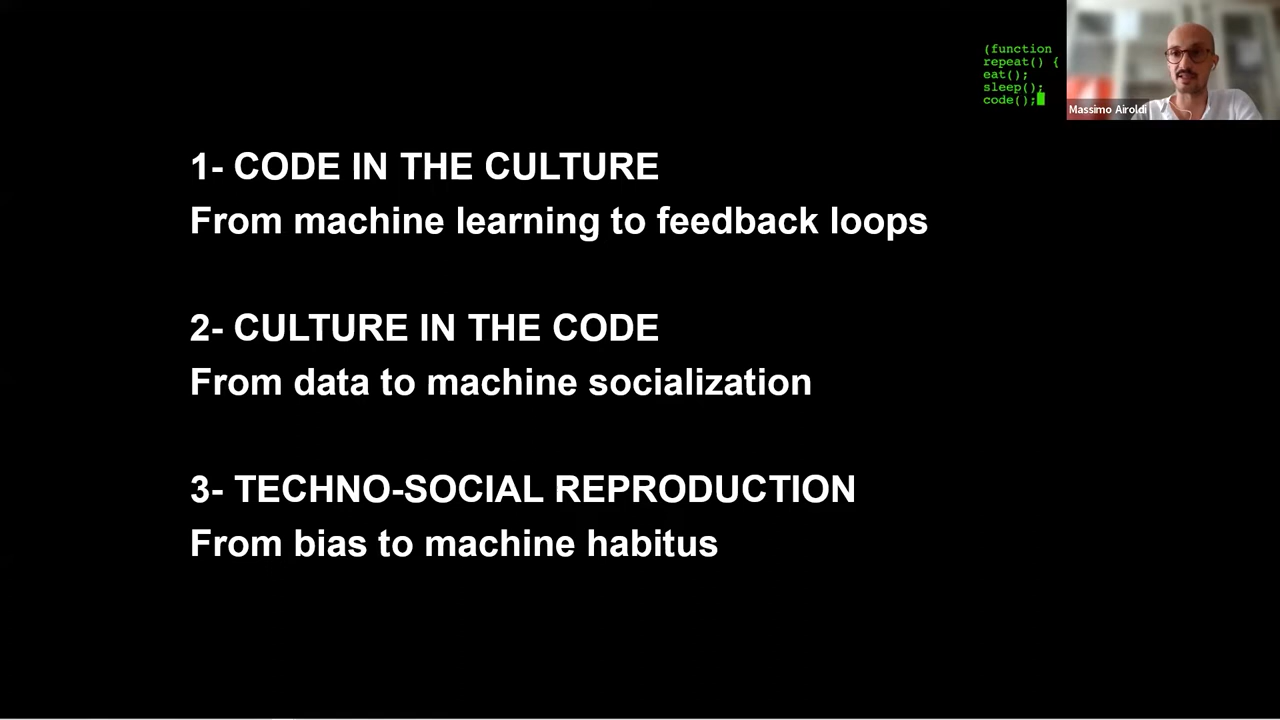 (function
repeat() {
eat();
sleep();
code();
Massimo Airoldi
1- CODE IN THE CULTURE
From machine learning to feedback loops
2- CULTURE IN THE CODE
From data to machine socialization
3- TECHNO-SOCIAL REPRODUCTION
From bias to machine habitus